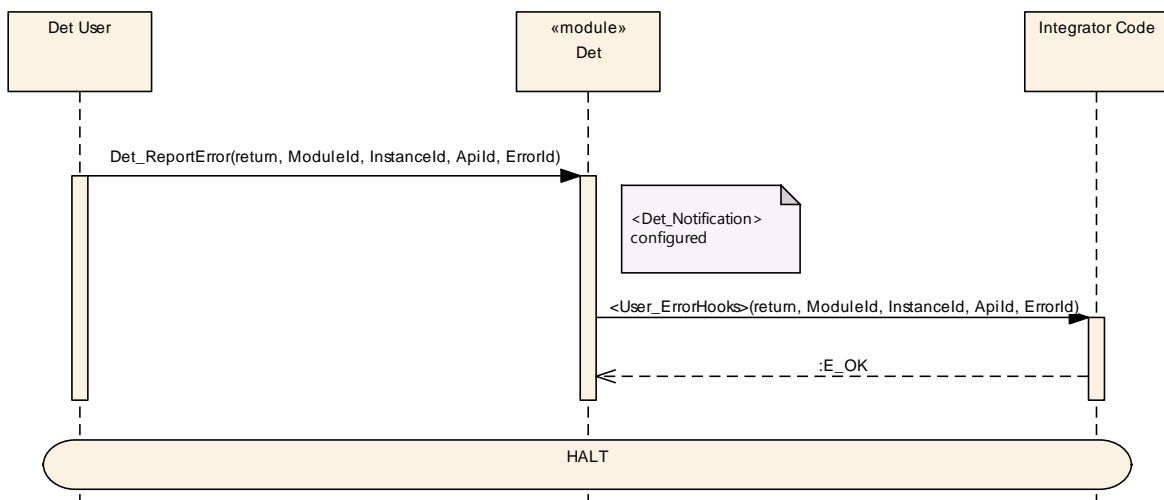 Det User
«module»
Det
Integrator Code
Det_ReportError(return, ModuleId, InstanceId, ApiId, ErrorId)
<Det_Notification>
configured
<User_ErrorHooks>(return, ModuleId, InstanceId, ApiId, ErrorId)
:E_OK
HALT